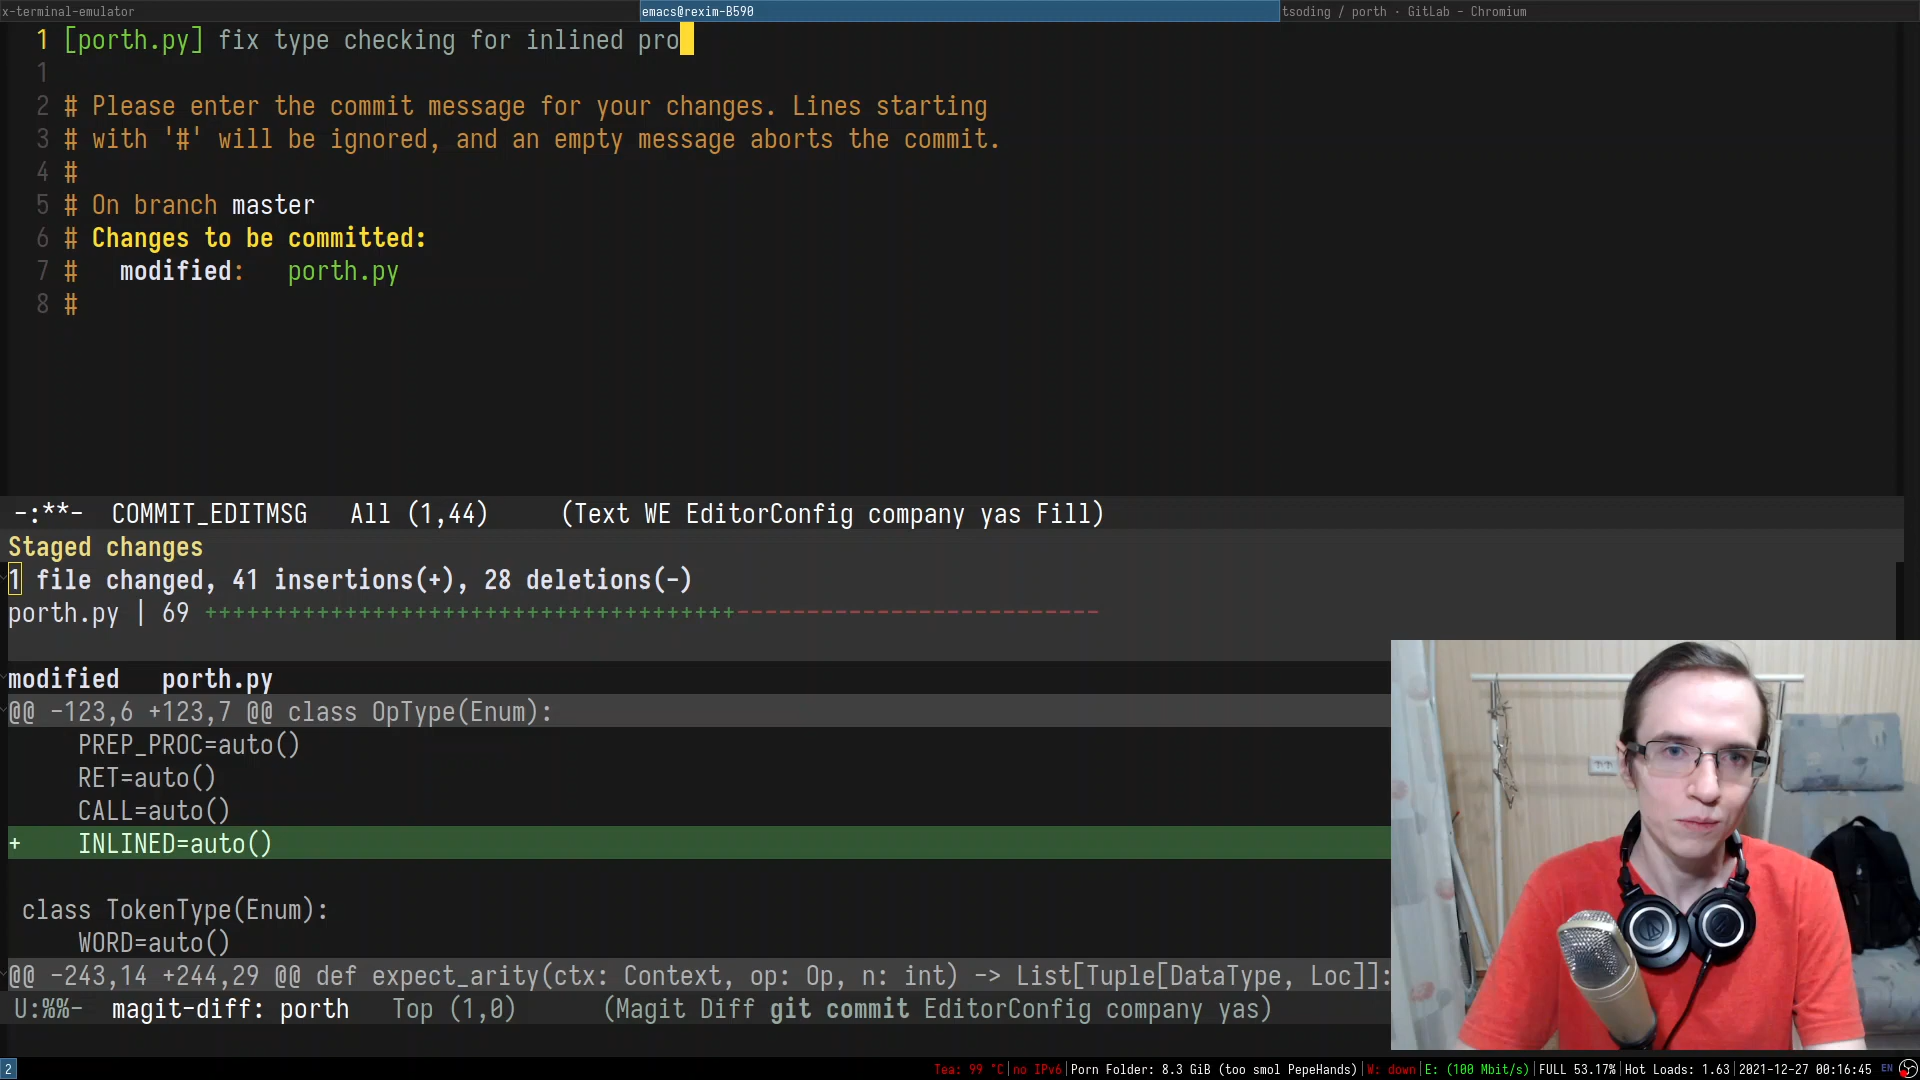 x-terminal-emulator
emacs@rexim-B590
tsoding / porth · GitLab - Chromium
1 [porth.py] fix type checking for inlined pro
1
2 # Please enter the commit message for your changes. Lines starting
3 # with '#' will be ignored, and an empty message aborts the commit.
4 #
5 # On branch master
6 # Changes to be committed:
7 #	modified:   porth.py
8 #
-:**-  COMMIT_EDITMSG   All (1,44)     (Text WE EditorConfig company yas Fill)
Staged changes
1 file changed, 41 insertions(+), 28 deletions(-)
porth.py | 69 ++++++++++++++++++++++++++++++++++++++--------------------------
modified   porth.py
@@ -123,6 +123,7 @@ class OpType(Enum):
PREP_PROC=auto()
RET=auto()
CALL=auto()
+    INLINED=auto()
class TokenType(Enum):
WORD=auto()
@@ -243,14 +244,29 @@ def expect_arity(ctx: Context, op: Op, n: int) -> List[Tuple[DataType, Loc]]:
U:%%-  magit-diff: porth   Top (1,0)      (Magit Diff git commit EditorConfig company yas)
2
Tea: 99 °C|no IPv6|Porn Folder: 8.3 GiB (too smol PepeHands)|W: down|E: (100 Mbit/s)|FULL 53.17%|Hot Loads: 1.63|2021-12-27 00:16:45 EN